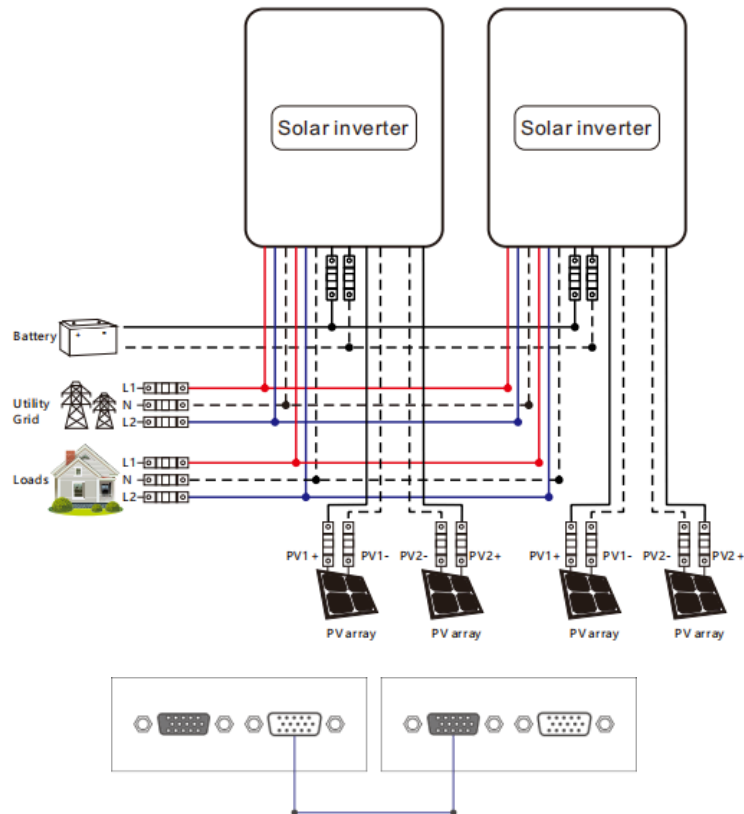 Solar inverter
Solar inverter
Battery
+ -
Utility
Grid
L1
N
L2
Loads
L1
N
L2
PV1+
PV1-
PV2-
PV2+
PV1+
PV1-
PV2-
PV2+
PV array
PV array
PV array
PV array